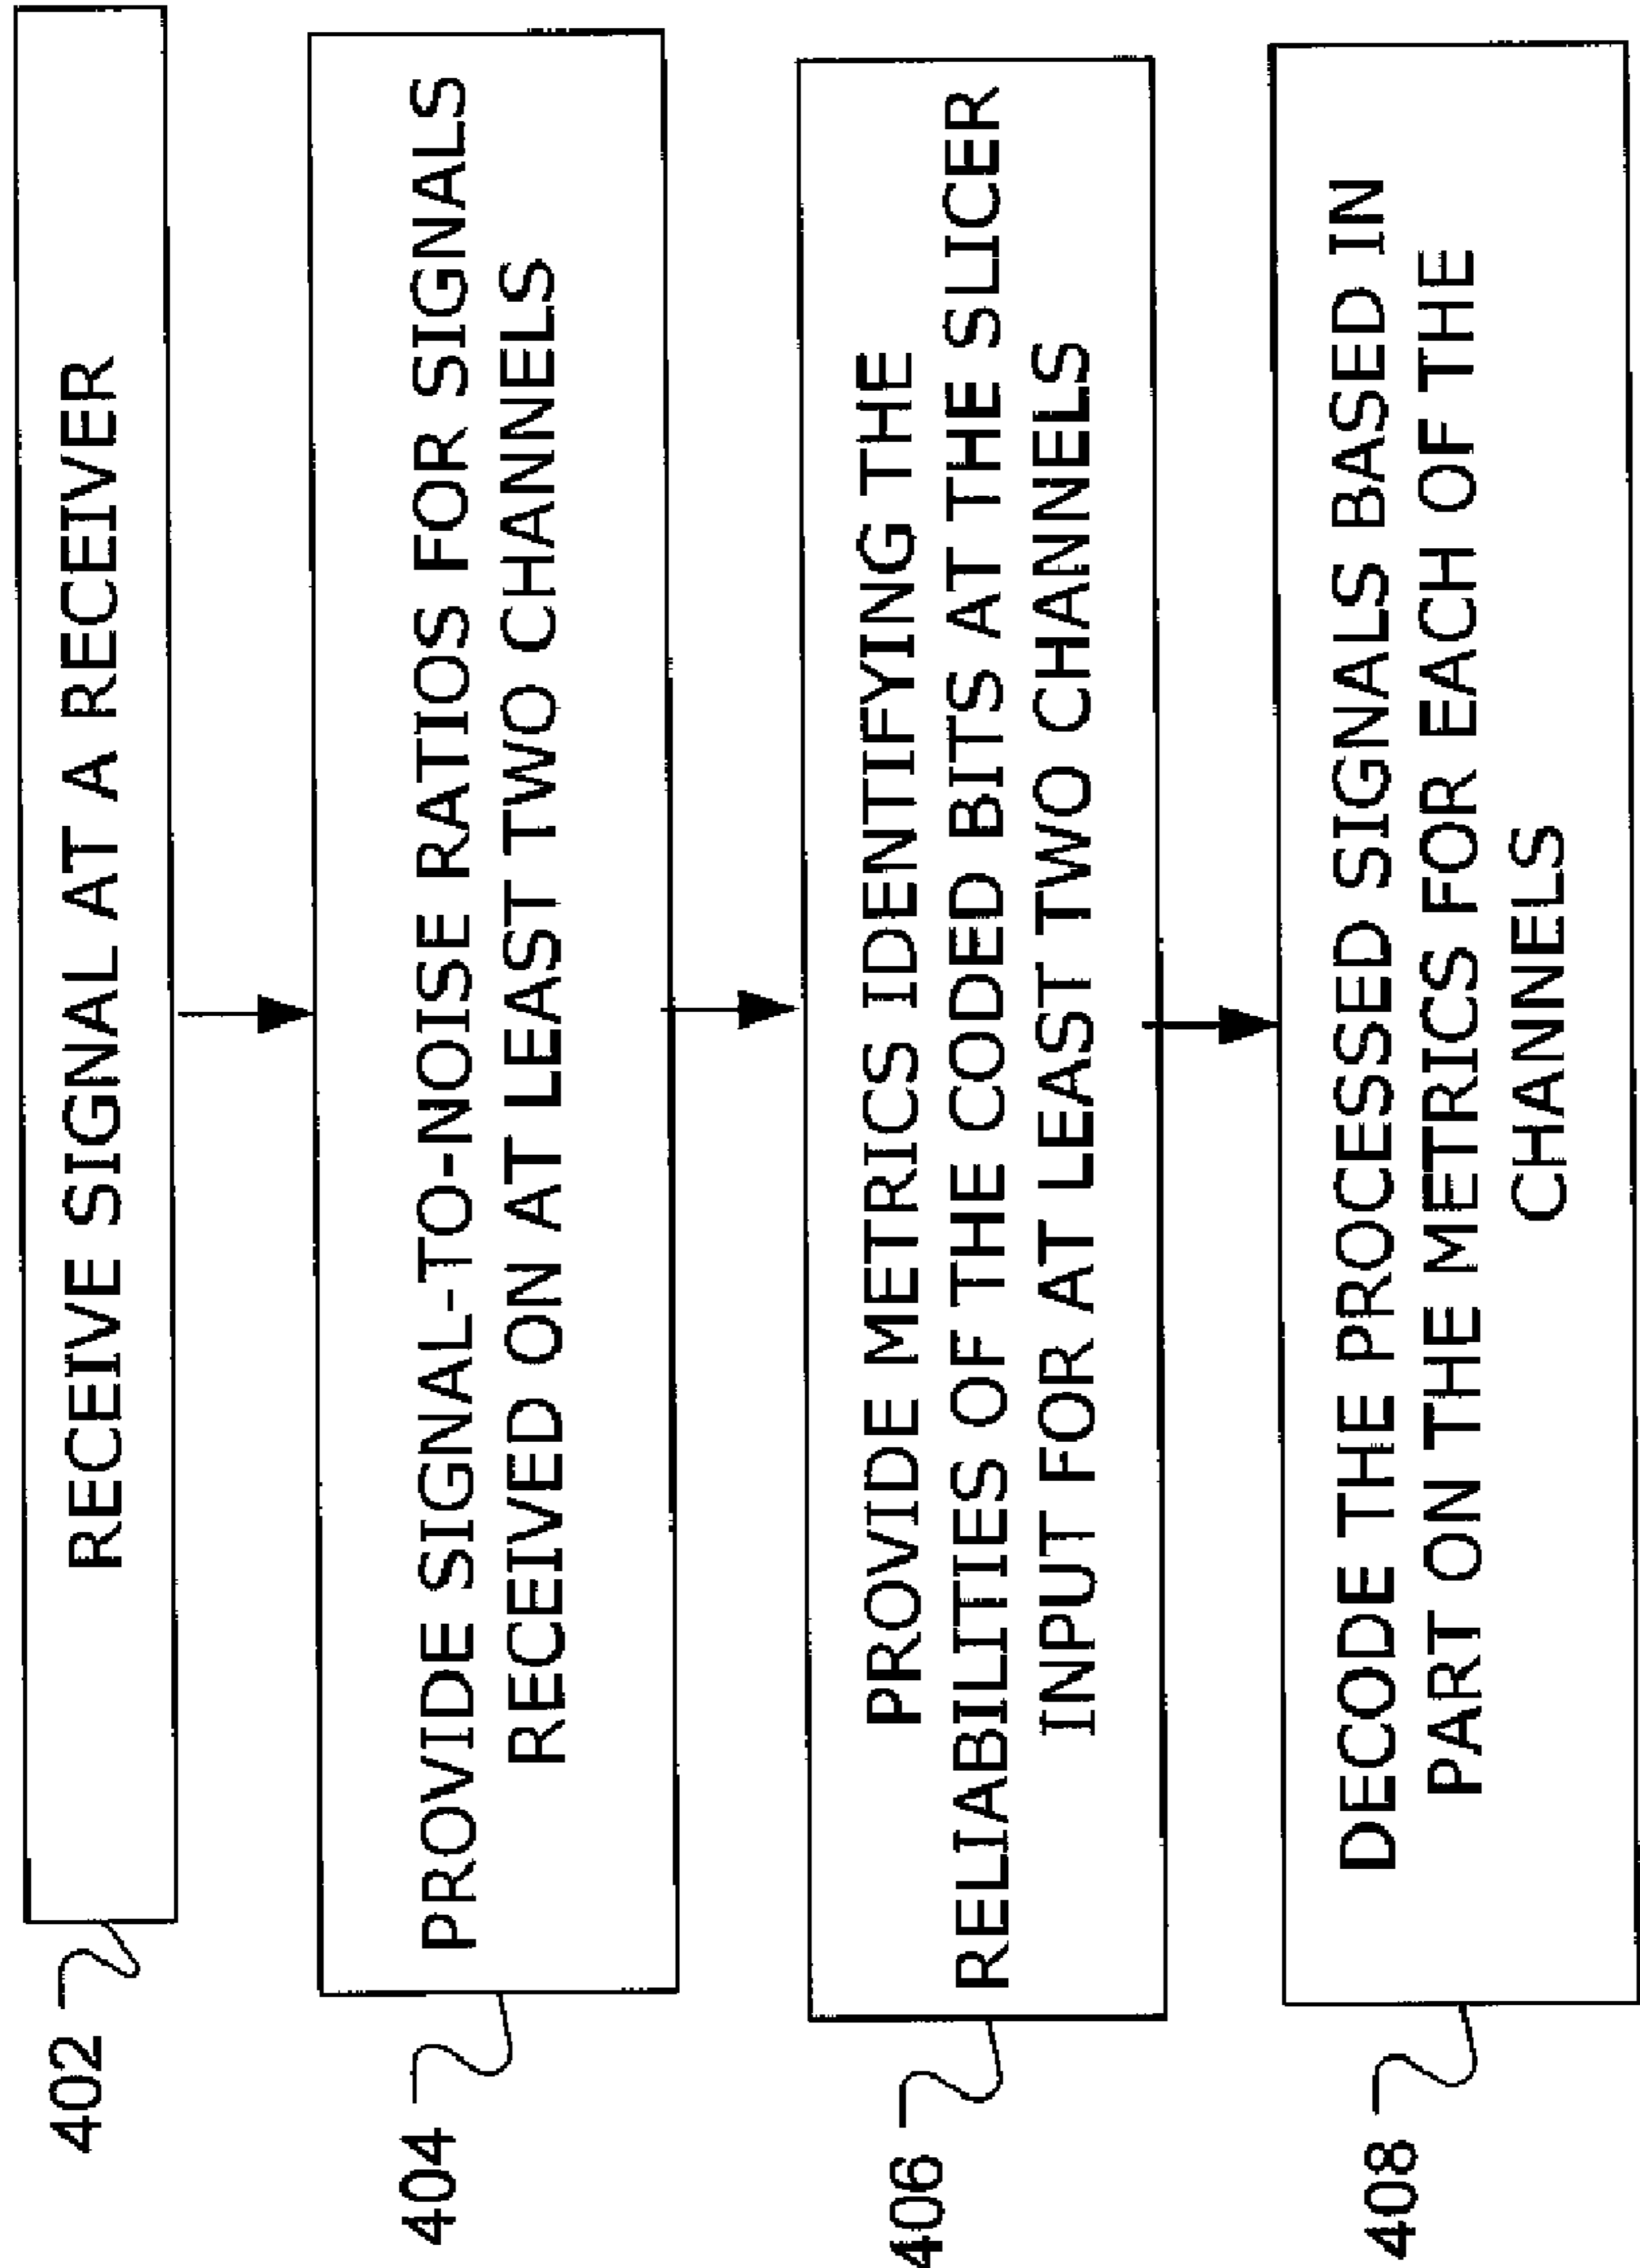 402
RECEIVE SIGNAL AT A RECEIVER
404
PROVIDE SIGNAL-TO-NOISE RATIOS FOR SIGNALS
RECEIVED ON AT LEAST TWO CHANNELS
406
PROVIDE METRICS IDENTIFYING THE
RELIABILITIES OF THE CODED BITS AT THE SLICER
INPUT FOR AT LEAST TWO CHANNELS
408
DECODE THE PROCESSED SIGNALS BASED IN
PART ON THE METRICS FOR EACH OF THE
CHANNELS